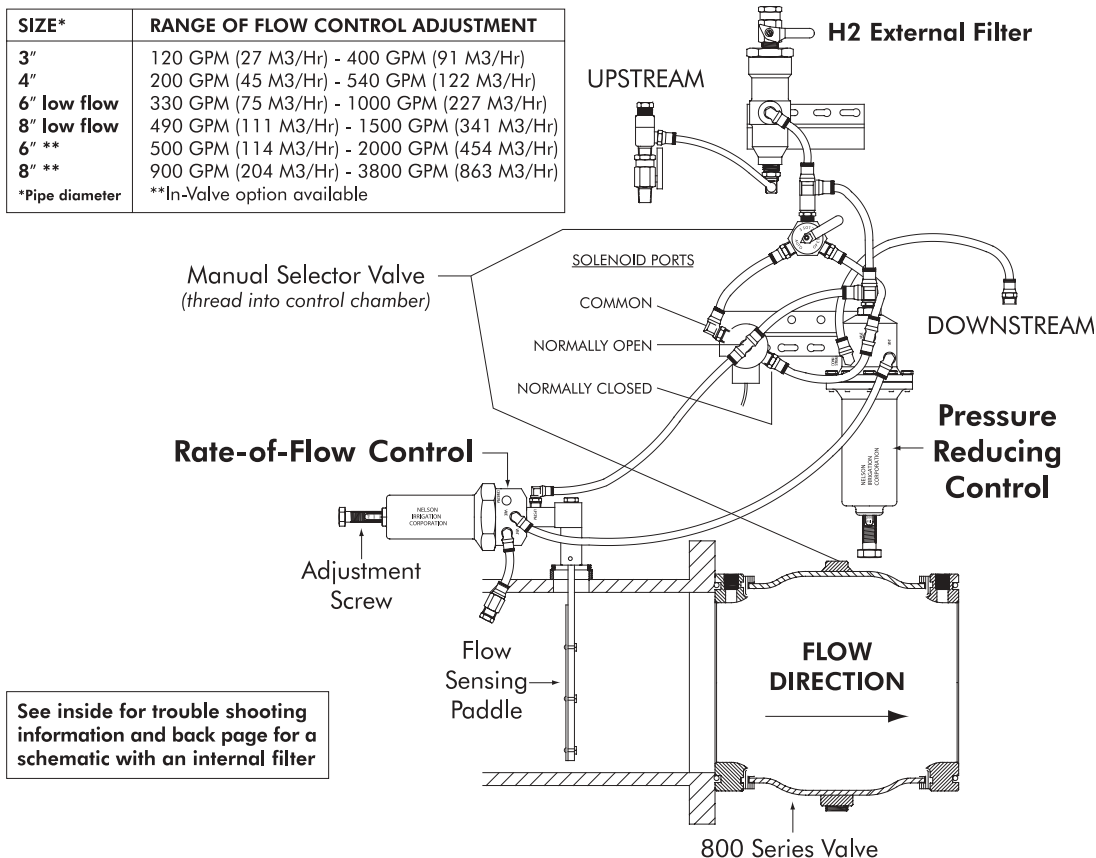 SIZE* RANGE OF FLOW CONTROL ADJUSTMENT
3" 120 GPM (27 M3/Hr) - 400 GPM (91 M3/Hr)
4" 200 GPM (45 M3/Hr) - 540 GPM (122 M3/Hr)
6" low flow 330 GPM (75 M3/Hr) - 1000 GPM (227 M3/Hr)
8" low flow 490 GPM (111 M3/Hr) - 1500 GPM (341 M3/Hr)
6" ** 500 GPM (114 M3/Hr) - 2000 GPM (454 M3/Hr)
8" ** 900 GPM (204 M3/Hr) - 3800 GPM (863 M3/Hr)
*Pipe diameter **In-Valve option available
H2 External Filter
UPSTREAM
Manual Selector Valve
(thread into control chamber)
SOLENOID PORTS
COMMON
NORMALLY OPEN
NORMALLY CLOSED
DOWNSTREAM
Pressure
Reducing
Control
NELSON
IRRIGATION
CORPORATION
Rate-of-Flow Control
NELSON
IRRIGATION
CORPORATION
Adjustment
Screw
Flow
Sensing
Paddle
FLOW
DIRECTION
See inside for trouble shooting
information and back page for a
schematic with an internal filter
800 Series Valve